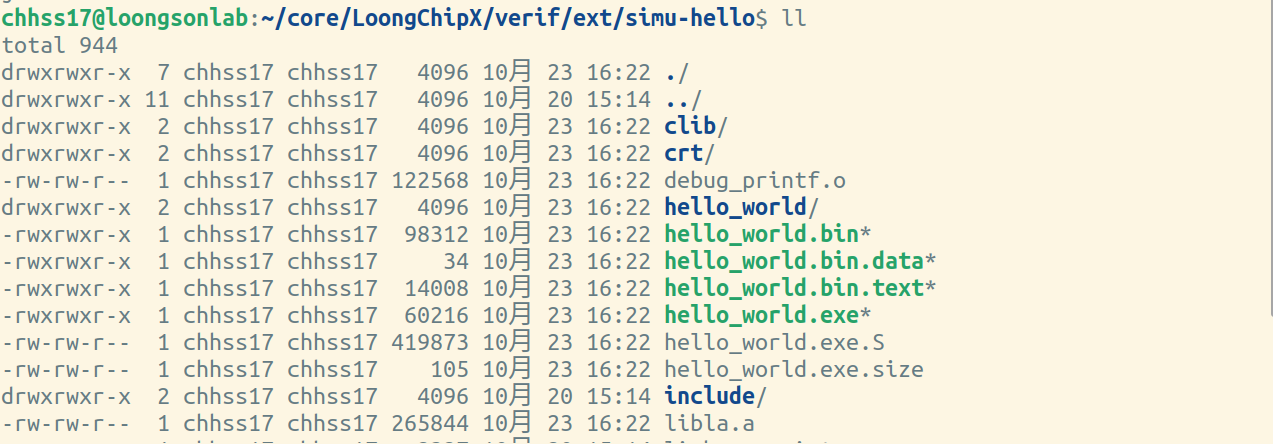 chhss17@loongsonlab:~/core/LoongChipX/verif/ext/simu-hello$ ll
total 944
drwxrwxr-x  7 chhss17 chhss17   4096 10月 23 16:22 ./
drwxrwxr-x 11 chhss17 chhss17   4096 10月 20 15:14 ../
drwxrwxr-x  2 chhss17 chhss17   4096 10月 23 16:22 clib/
drwxrwxr-x  2 chhss17 chhss17   4096 10月 23 16:22 crt/
-rw-rw-r--  1 chhss17 chhss17 122568 10月 23 16:22 debug_printf.o
drwxrwxr-x  2 chhss17 chhss17   4096 10月 23 16:22 hello_world/
-rwxrwxr-x  1 chhss17 chhss17  98312 10月 23 16:22 hello_world.bin*
-rwxrwxr-x  1 chhss17 chhss17     34 10月 23 16:22 hello_world.bin.data*
-rwxrwxr-x  1 chhss17 chhss17  14008 10月 23 16:22 hello_world.bin.text*
-rwxrwxr-x  1 chhss17 chhss17  60216 10月 23 16:22 hello_world.exe*
-rw-rw-r--  1 chhss17 chhss17 419873 10月 23 16:22 hello_world.exe.S
-rw-rw-r--  1 chhss17 chhss17    105 10月 23 16:22 hello_world.exe.size
drwxrwxr-x  2 chhss17 chhss17   4096 10月 20 15:14 include/
-rw-rw-r--  1 chhss17 chhss17 265844 10月 23 16:22 libla.a